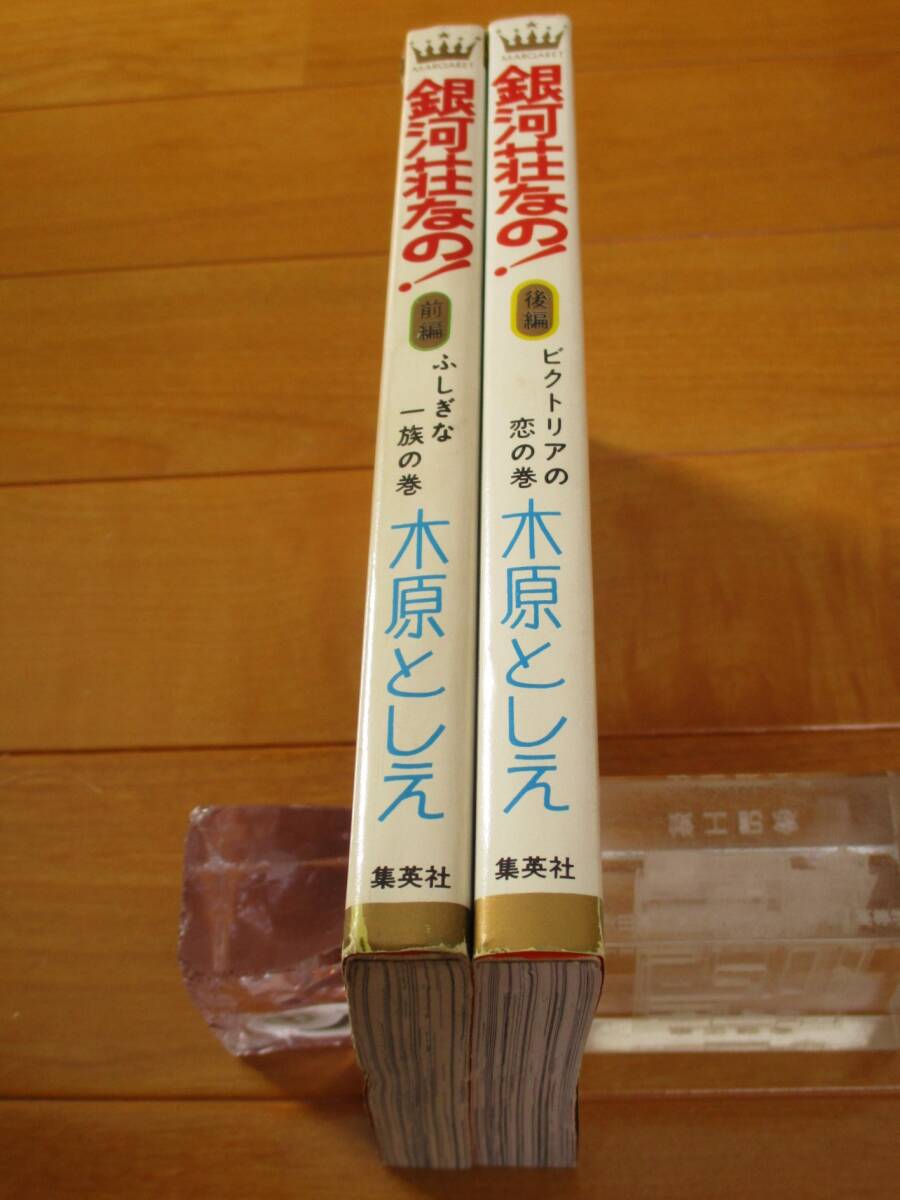 MARGARET
銀河荘なの!
前編
ふしぎな
一族の巻
木原としえ
集英社
MARGARET
銀河荘なの!
後編
ビクトリアの
恋の巻
木原としえ
集英社